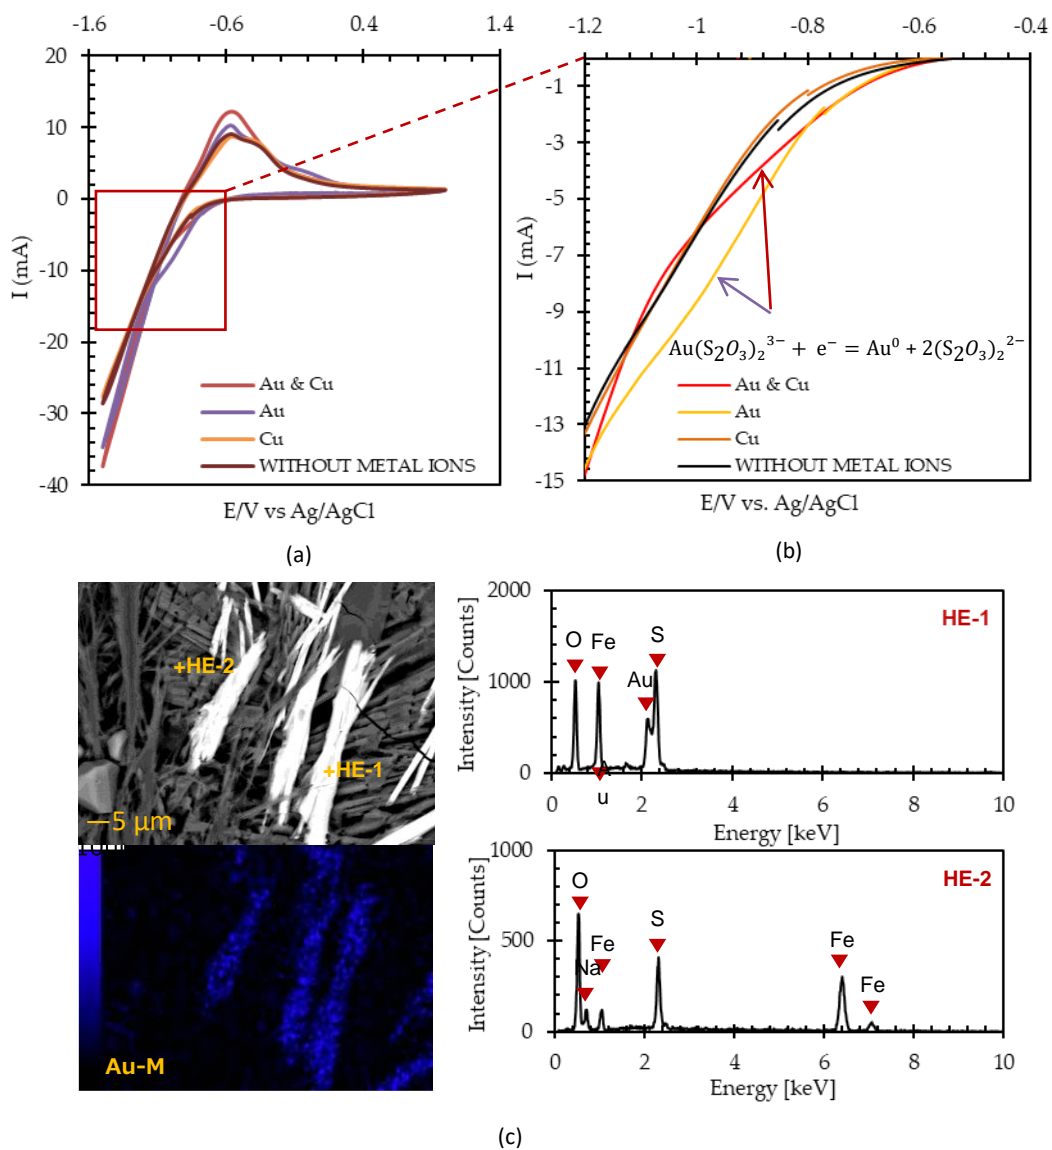 -1.6 -0.6 0.4 1.4
20
10
0
-10
-20
-30
-40
I (mA)
Au & Cu
Au
Cu
WITHOUT METAL IONS
E/V vs Ag/AgCl
(a)
-1.2 -1 -0.8 -0.6 -0.4
-1
-3
-5
-7
-9
-11
-13
-15
I (mA)
Au(S₂O₃)₂³⁻ + e⁻ = Au⁰ + 2(S₂O₃)₂²⁻
Au & Cu
Au
Cu
WITHOUT METAL IONS
E/V vs. Ag/AgCl
(b)
+HE-2
+HE-1
5 µm
Au-M
2000
1000
0
Intensity [Counts]
HE-1
O Fe S
Au
u
0 2 4 6 8 10
Energy [keV]
1000
500
0
Intensity [Counts]
HE-2
O
S
Fe Fe
Na
Fe
0 2 4 6 8 10
Energy [keV]
(c)